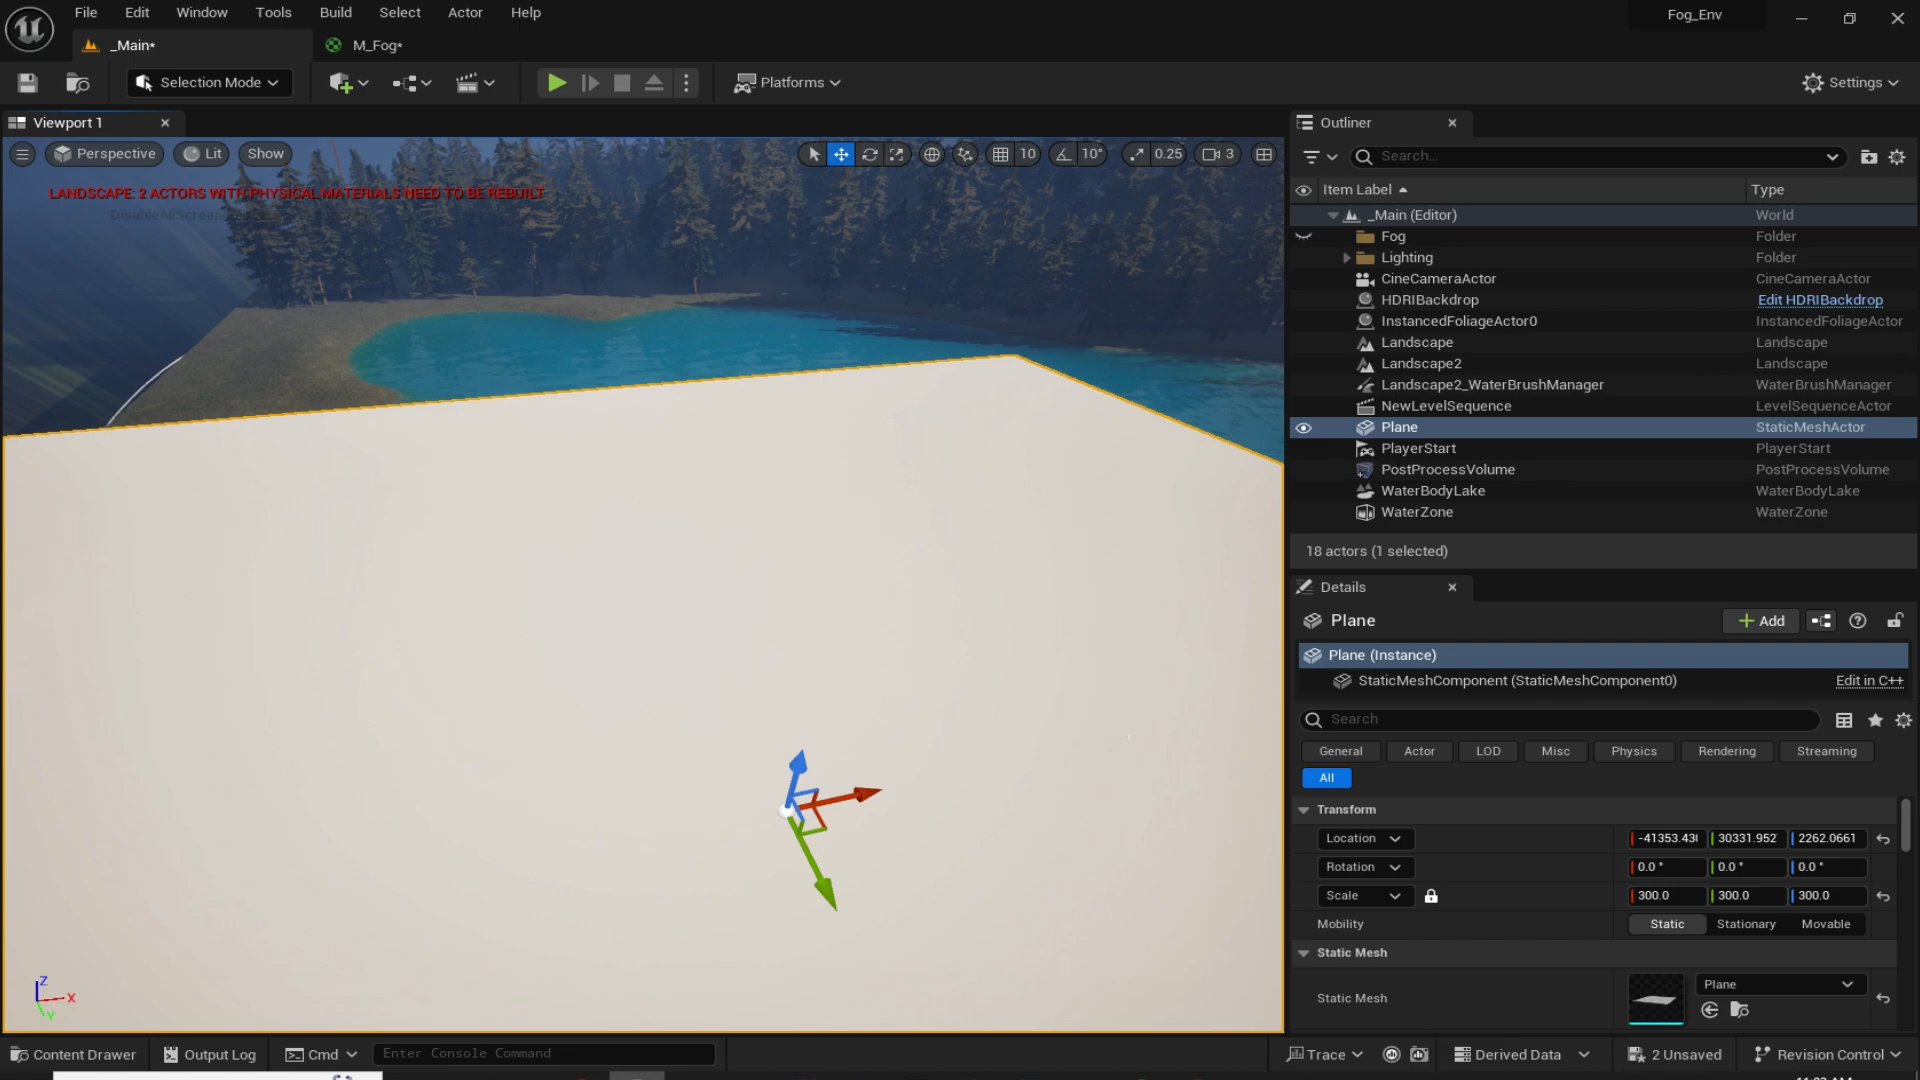 File Edit Window Tools Build Select Actor Help
Fog_Env
_Main*
M_Fog*
Selection Mode
Platforms
Settings
Viewport 1
Perspective
Lit
Show
10
10°
0.25
3
LANDSCAPE: 2 ACTORS WITH PHYSICAL MATERIALS NEED TO BE REBUILT
Z
X
Y
Outliner
Search...
Item Label
Type
_Main (Editor) World
Fog Folder
Lighting Folder
CineCameraActor CineCameraActor
HDRIBackdrop Edit HDRIBackdrop
InstancedFoliageActor0 InstancedFoliageActor
Landscape Landscape
Landscape2 Landscape
Landscape2_WaterBrushManager WaterBrushManager
NewLevelSequence LevelSequenceActor
Plane StaticMeshActor
PlayerStart PlayerStart
PostProcessVolume PostProcessVolume
WaterBodyLake WaterBodyLake
WaterZone WaterZone
18 actors (1 selected)
Details
Plane
Add
Plane (Instance)
StaticMeshComponent (StaticMeshComponent0) Edit in C++
Search
General Actor LOD Misc Physics Rendering Streaming
All
Transform
Location 30331.952 2262.0661
Rotation 0.0 ° 0.0 ° 0.0 °
Scale 300.0 300.0 300.0
Mobility Static Stationary Movable
Static Mesh
Static Mesh Plane
Content Drawer
Output Log
Cmd
Enter Console Command
Trace
Derived Data
2 Unsaved
Revision Control